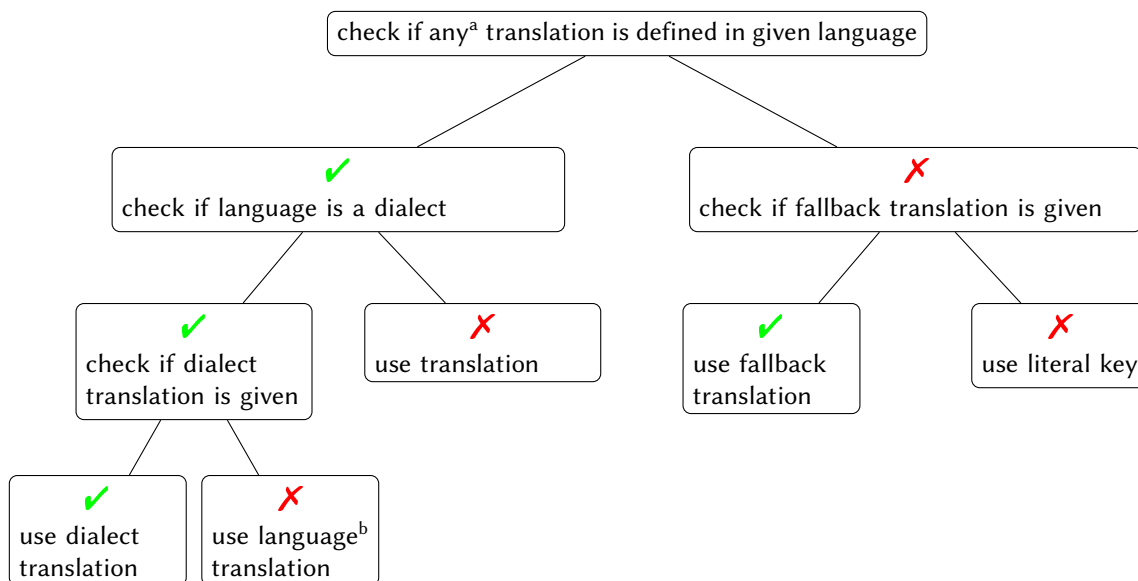 check if anyᵃ translation is defined in given language
✓
check if language is a dialect
✗
check if fallback translation is given
✓
check if dialect
translation is given
✗
use translation
✓
use fallback
translation
✗
use literal key
✓
use dialect
translation
✗
use languageᵇ
translation